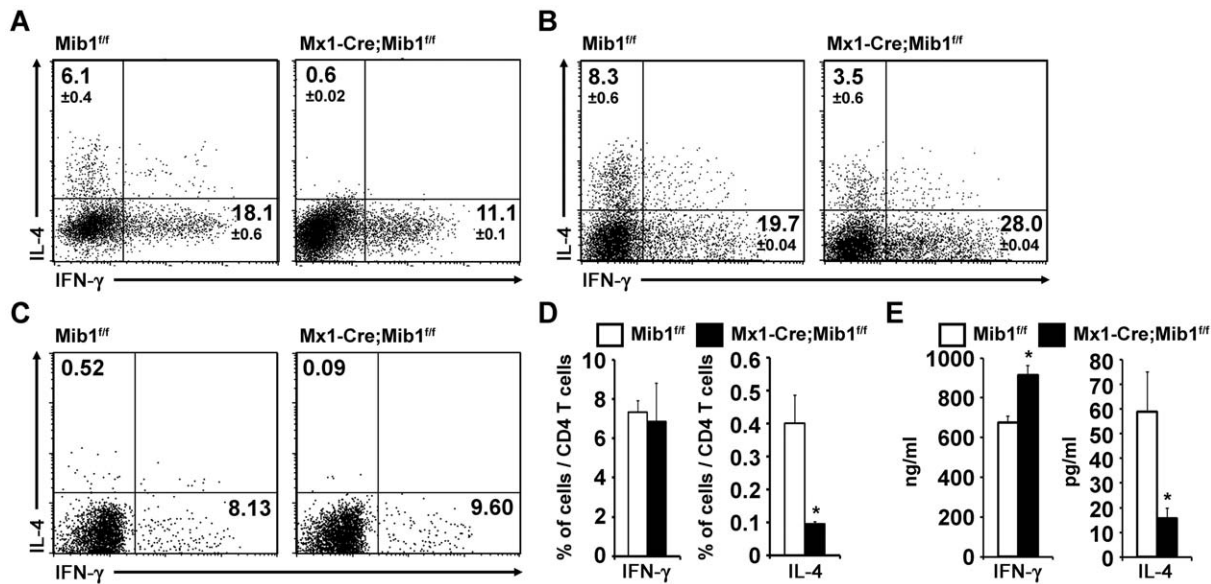 A
B
Mib1f/f
Mx1-Cre;Mib1f/f
Mib1f/f
Mx1-Cre;Mib1f/f
6.1
±0.4
0.6
±0.02
8.3
±0.6
3.5
±0.6
18.1
±0.6
11.1
±0.1
19.7
±0.04
28.0
±0.04
IL-4
IFN-γ
IL-4
IFN-γ
C
Mib1f/f
Mx1-Cre;Mib1f/f
0.52
0.09
8.13
9.60
IL-4
IFN-γ
D
Mib1f/f
Mx1-Cre;Mib1f/f
% of cells / CD4 T cells
10
8
6
4
2
0
IFN-γ
% of cells / CD4 T cells
0.6
0.5
0.4
0.3
0.2
0.1
0
*
IL-4
E
Mib1f/f
Mx1-Cre;Mib1f/f
ng/ml
1000
800
600
400
200
0
*
IFN-γ
pg/ml
80
70
60
50
40
30
20
10
0
*
IL-4